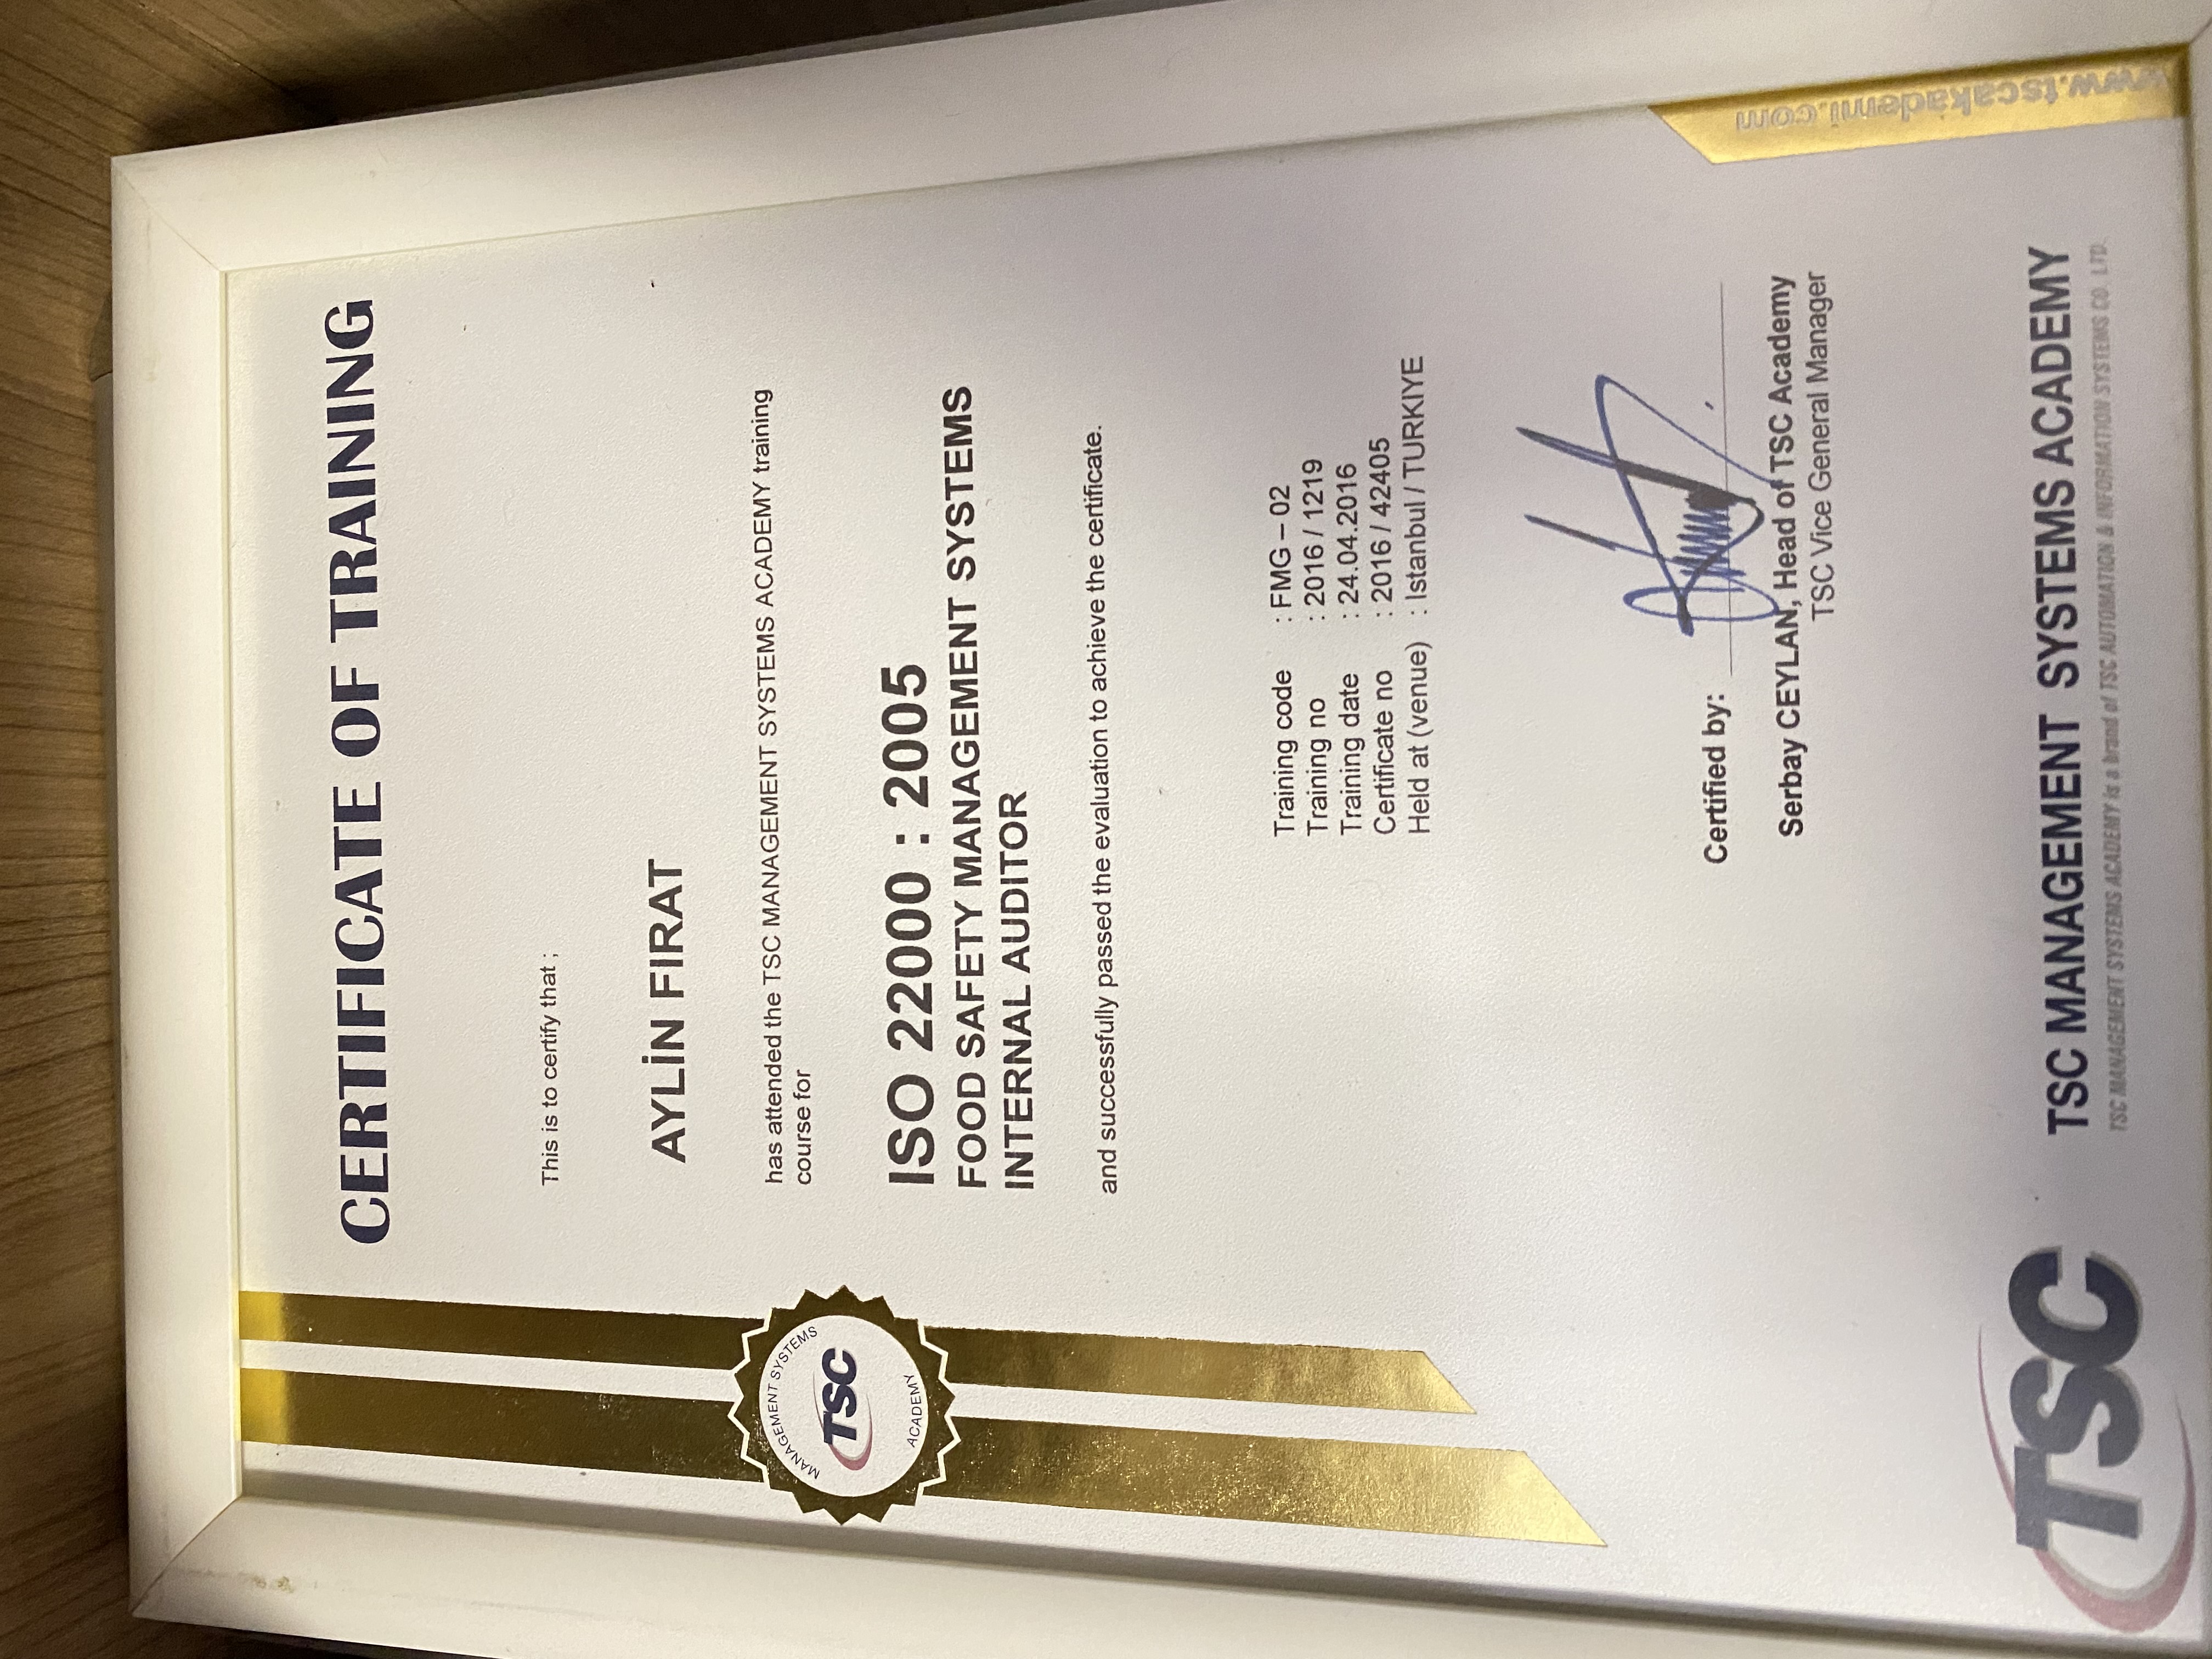 CERTIFICATE OF TRAINING
This is to certify that ;
AYLİN FIRAT
has attended the TSC MANAGEMENT SYSTEMS ACADEMY training
course for
ISO 22000 : 2005
FOOD SAFETY MANAGEMENT SYSTEMS
INTERNAL AUDITOR
and successfully passed the evaluation to achieve the certificate.
Training code : FMG – 02
Training no : 2016 / 1219
Training date : 24.04.2016
Certificate no : 2016 / 42405
Held at (venue) : Istanbul / TURKIYE
Certified by:
Serbay CEYLAN, Head of TSC Academy
TSC Vice General Manager
MANAGEMENT SYSTEMS
TSC
ACADEMY
TSC
TSC MANAGEMENT SYSTEMS ACADEMY
TSC MANAGEMENT SYSTEMS ACADEMY is a brand of TSC AUTOMATION & INFORMATION SYSTEMS CO. LTD.
www.tscakademi.com